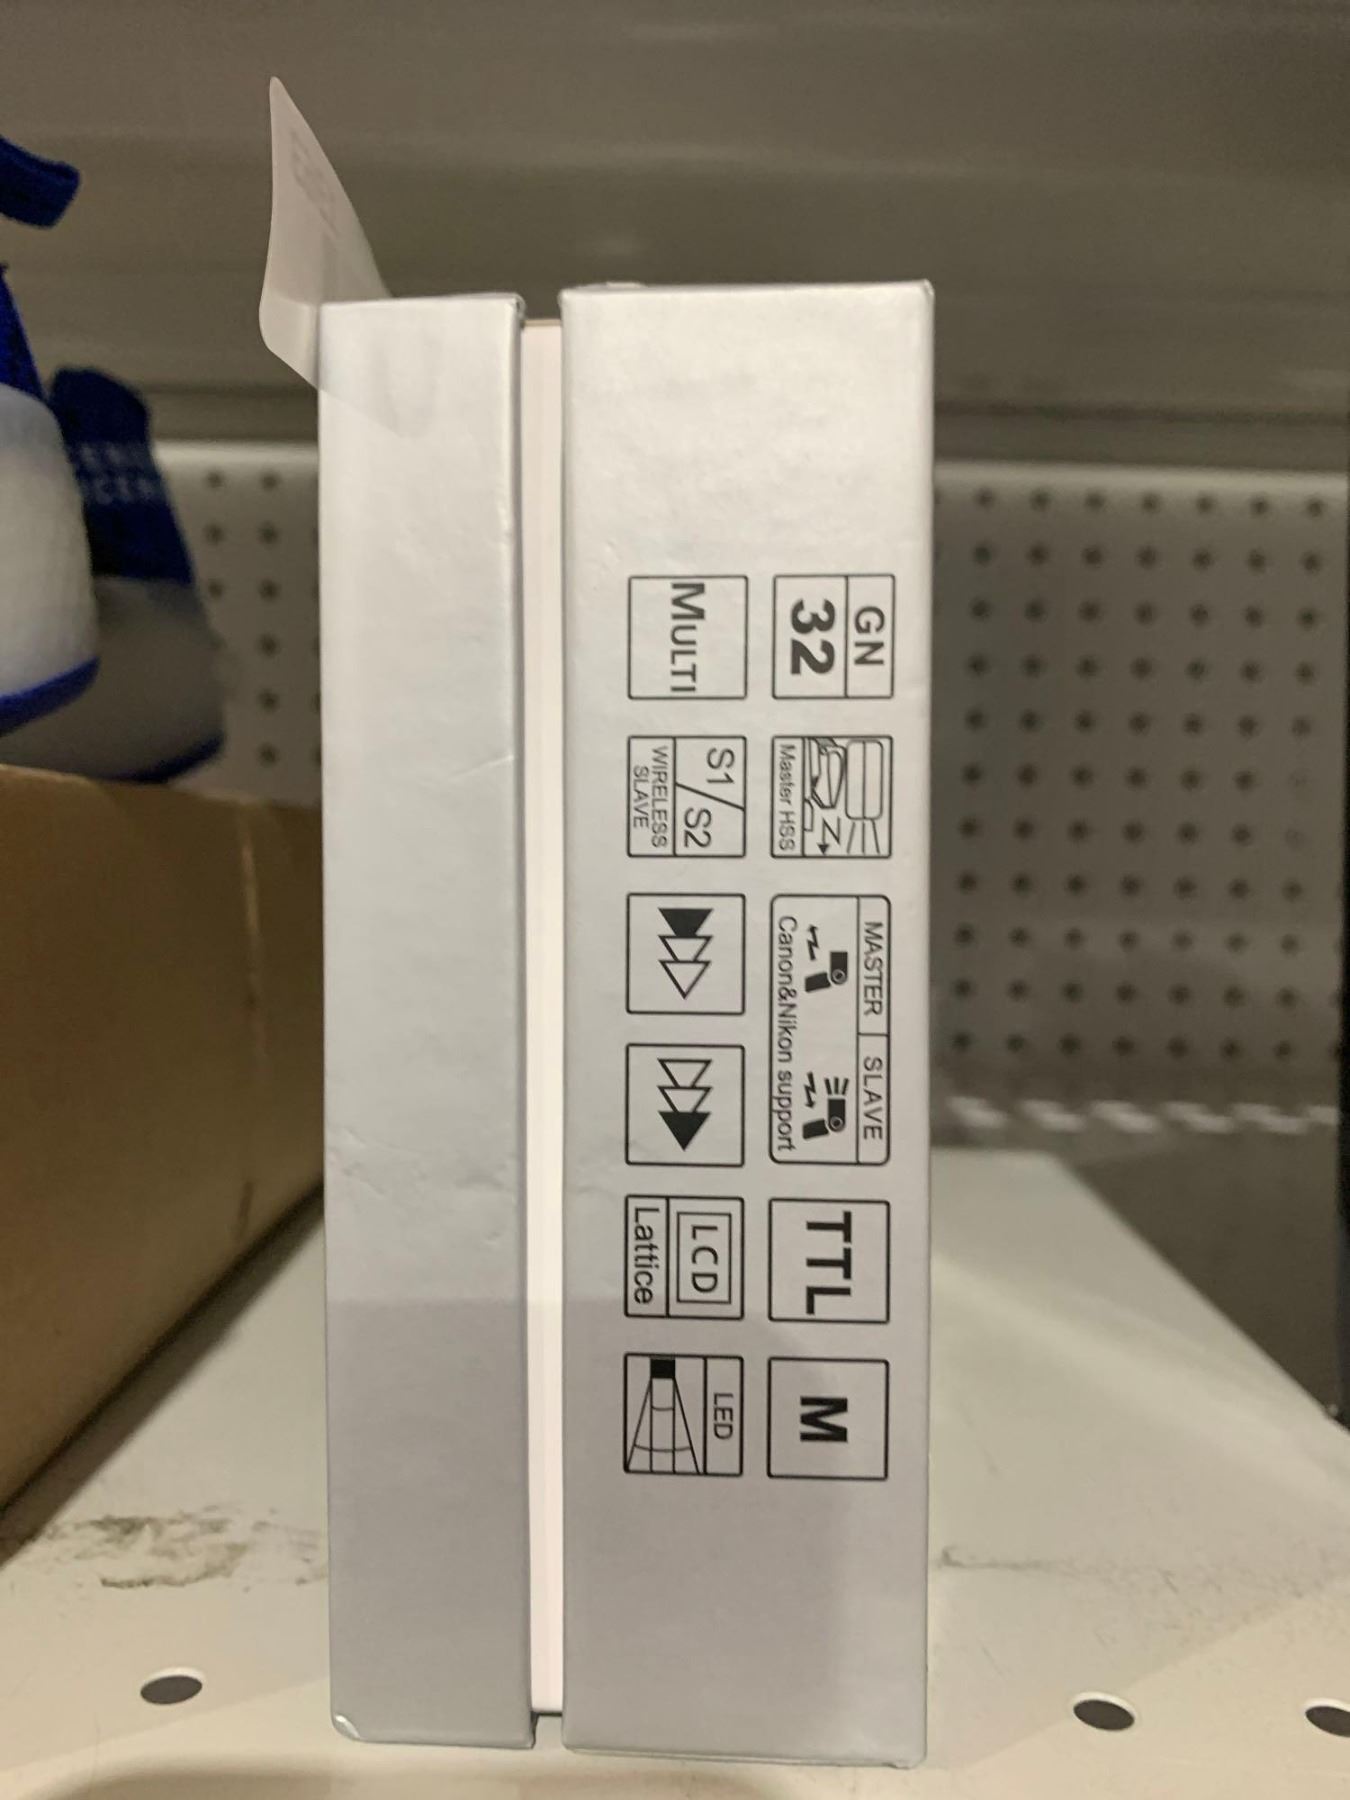 GN
32
Master HSS
MASTER SLAVE
Canon&Nikon support
TTL
M
MULTI
S1/S2
WIRELESS
SLAVE
LCD
Lattice
LED